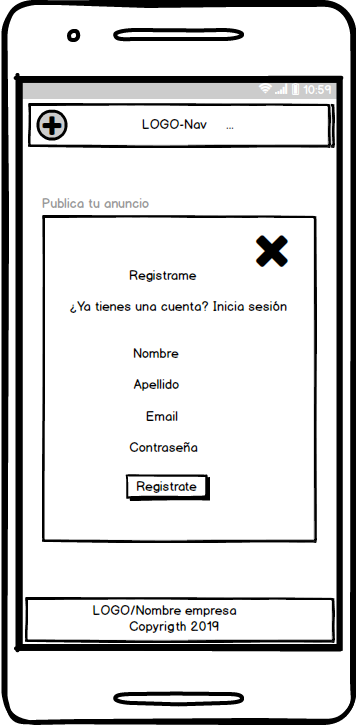 10:59
LOGO-Nav ...
Publica tu anuncio
Registrame
¿Ya tienes una cuenta? Inicia sesión
Nombre
Apellido
Email
Contraseña
Registrate
LOGO/Nombre empresa
Copyrigth 2019